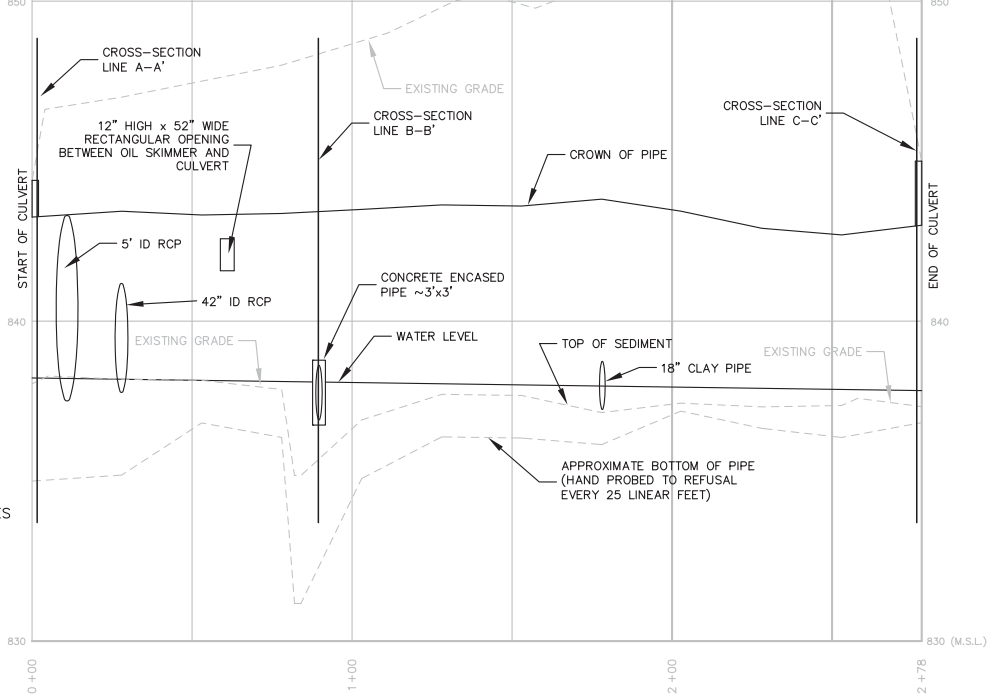 850
850
CROSS-SECTION
LINE A-A'
EXISTING GRADE
12" HIGH x 52" WIDE
RECTANGULAR OPENING
BETWEEN OIL SKIMMER AND
CULVERT
CROSS-SECTION
LINE B-B'
CROSS-SECTION
LINE C-C'
CROWN OF PIPE
START OF CULVERT
END OF CULVERT
5' ID RCP
42" ID RCP
CONCRETE ENCASED
PIPE ~3'x3'
840
840
EXISTING GRADE
WATER LEVEL
TOP OF SEDIMENT
EXISTING GRADE
18" CLAY PIPE
APPROXIMATE BOTTOM OF PIPE
(HAND PROBED TO REFUSAL
EVERY 25 LINEAR FEET)
ES
830
830 (M.S.L.)
0 +00
1 +00
2 +00
2 +78